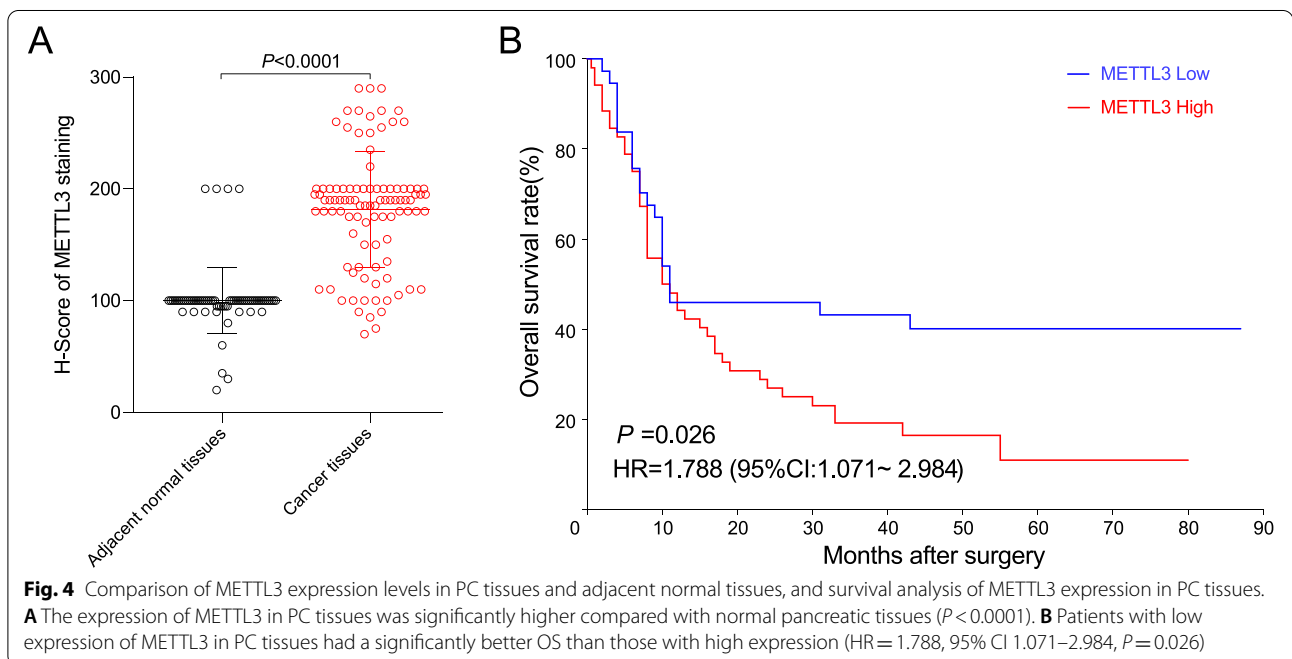 A
P<0.0001
300
200
100
0
H-Score of METTL3 staining
Adjacent normal tissues
Cancer tissues
B
METTL3 Low
METTL3 High
100
80
60
40
20
Overall survival rate(%)
P =0.026
HR=1.788 (95%CI:1.071~ 2.984)
0 10 20 30 40 50 60 70 80 90
Months after surgery
Fig. 4 Comparison of METTL3 expression levels in PC tissues and adjacent normal tissues, and survival analysis of METTL3 expression in PC tissues.
A The expression of METTL3 in PC tissues was significantly higher compared with normal pancreatic tissues (P < 0.0001). B Patients with low
expression of METTL3 in PC tissues had a significantly better OS than those with high expression (HR = 1.788, 95% CI 1.071–2.984, P = 0.026)